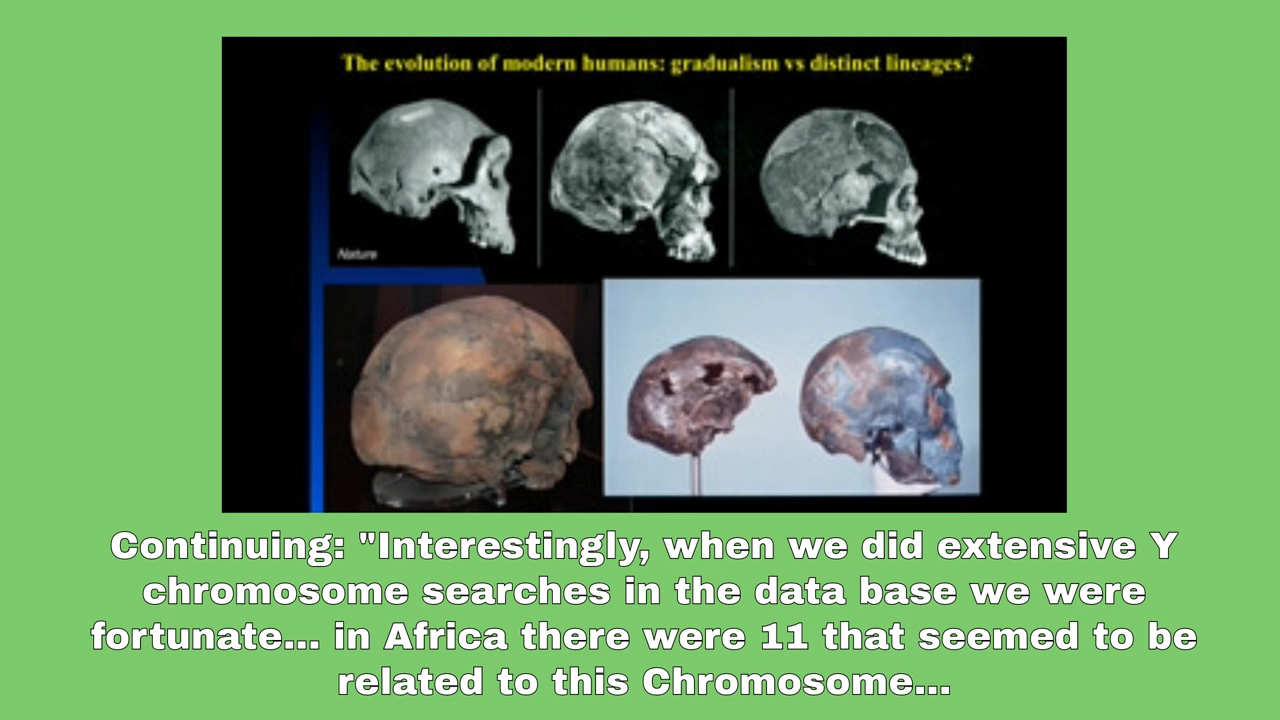 The evolution of modern humans: gradualism vs distinct lineages?
Nature
Continuing: "Interestingly, when we did extensive Y
chromosome searches in the data base we were
fortunate... in Africa there were 11 that seemed to be
related to this Chromosome...